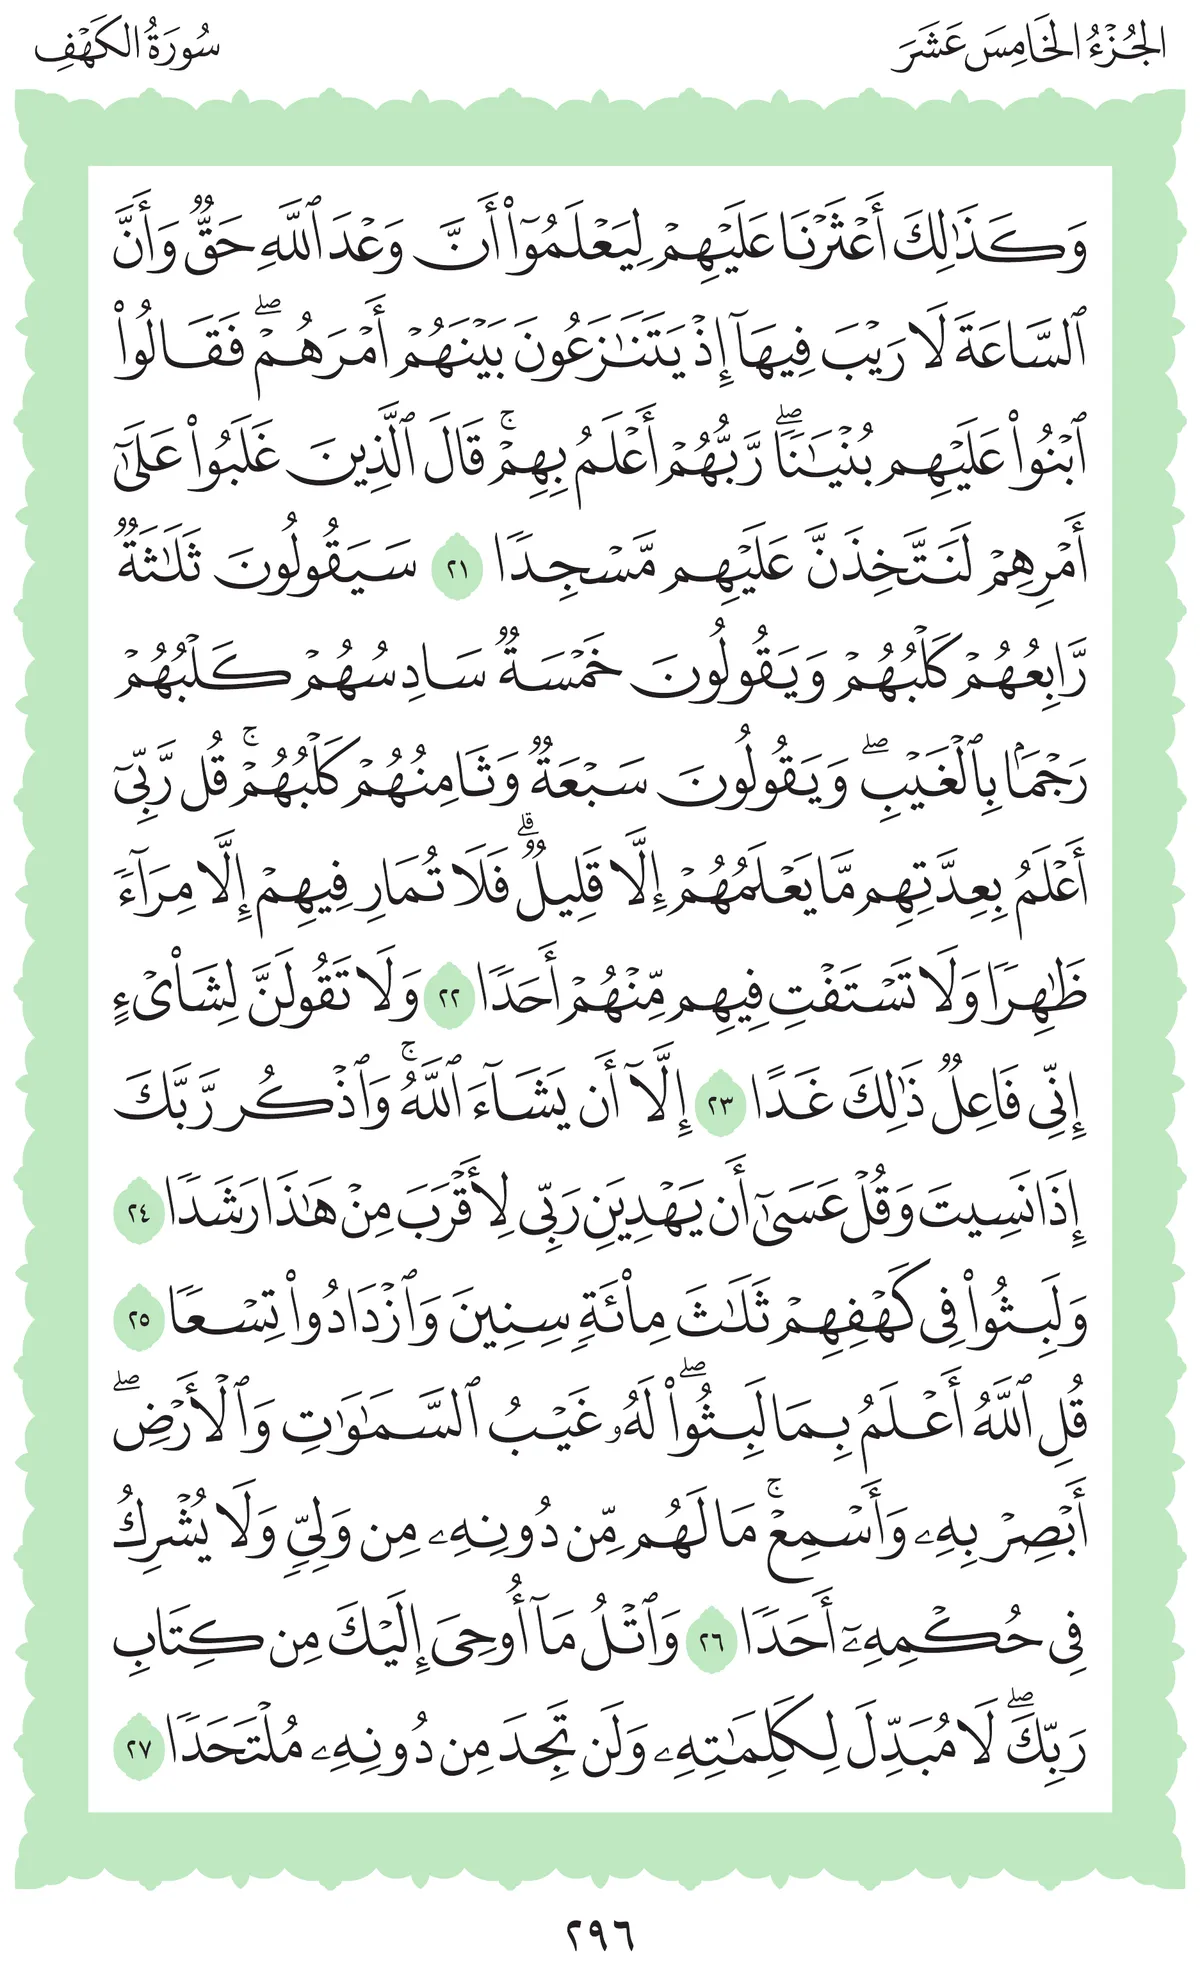 الجُزْءُ الخَامِسَ عَشَرَ
سُورَةُ الكَهْفِ
وَكَذَٰلِكَ أَعْثَرْنَا عَلَيْهِمْ لِيَعْلَمُوٓا۟ أَنَّ وَعْدَ ٱللَّهِ حَقٌّ وَأَنَّ
ٱلسَّاعَةَ لَا رَيْبَ فِيهَآ إِذْ يَتَنَٰزَعُونَ بَيْنَهُمْ أَمْرَهُمْ ۖ فَقَالُوا۟
ٱبْنُوا۟ عَلَيْهِم بُنْيَٰنًا ۖ رَّبُّهُمْ أَعْلَمُ بِهِمْ ۚ قَالَ ٱلَّذِينَ غَلَبُوا۟ عَلَىٰٓ
أَمْرِهِمْ لَنَتَّخِذَنَّ عَلَيْهِم مَّسْجِدًا ٢١ سَيَقُولُونَ ثَلَٰثَةٌ
رَّابِعُهُمْ كَلْبُهُمْ وَيَقُولُونَ خَمْسَةٌ سَادِسُهُمْ كَلْبُهُمْ
رَجْمًۢا بِٱلْغَيْبِ ۖ وَيَقُولُونَ سَبْعَةٌ وَثَامِنُهُمْ كَلْبُهُمْ ۚ قُل رَّبِّىٓ
أَعْلَمُ بِعِدَّتِهِم مَّا يَعْلَمُهُمْ إِلَّا قَلِيلٌ ۗ فَلَا تُمَارِ فِيهِمْ إِلَّا مِرَآءً
ظَٰهِرًا وَلَا تَسْتَفْتِ فِيهِم مِّنْهُمْ أَحَدًا ٢٢ وَلَا تَقُولَنَّ لِشَا۟ىْءٍ
إِنِّى فَاعِلٌ ذَٰلِكَ غَدًا ٢٣ إِلَّآ أَن يَشَآءَ ٱللَّهُ ۚ وَٱذْكُر رَّبَّكَ
إِذَا نَسِيتَ وَقُلْ عَسَىٰٓ أَن يَهْدِيَنِ رَبِّى لِأَقْرَبَ مِنْ هَٰذَا رَشَدًا ٢٤
وَلَبِثُوا۟ فِى كَهْفِهِمْ ثَلَٰثَ مِا۟ئَةٍ سِنِينَ وَٱزْدَادُوا۟ تِسْعًا ٢٥
قُلِ ٱللَّهُ أَعْلَمُ بِمَا لَبِثُوا۟ ۖ لَهُۥ غَيْبُ ٱلسَّمَٰوَٰتِ وَٱلْأَرْضِ ۖ
أَبْصِرْ بِهِۦ وَأَسْمِعْ ۚ مَا لَهُم مِّن دُونِهِۦ مِن وَلِىٍّ وَلَا يُشْرِكُ
فِى حُكْمِهِۦٓ أَحَدًا ٢٦ وَٱتْلُ مَآ أُوحِىَ إِلَيْكَ مِن كِتَابِ
رَبِّكَ ۖ لَا مُبَدِّلَ لِكَلِمَٰتِهِۦ وَلَن تَجِدَ مِن دُونِهِۦ مُلْتَحَدًا ٢٧
٢٩٦